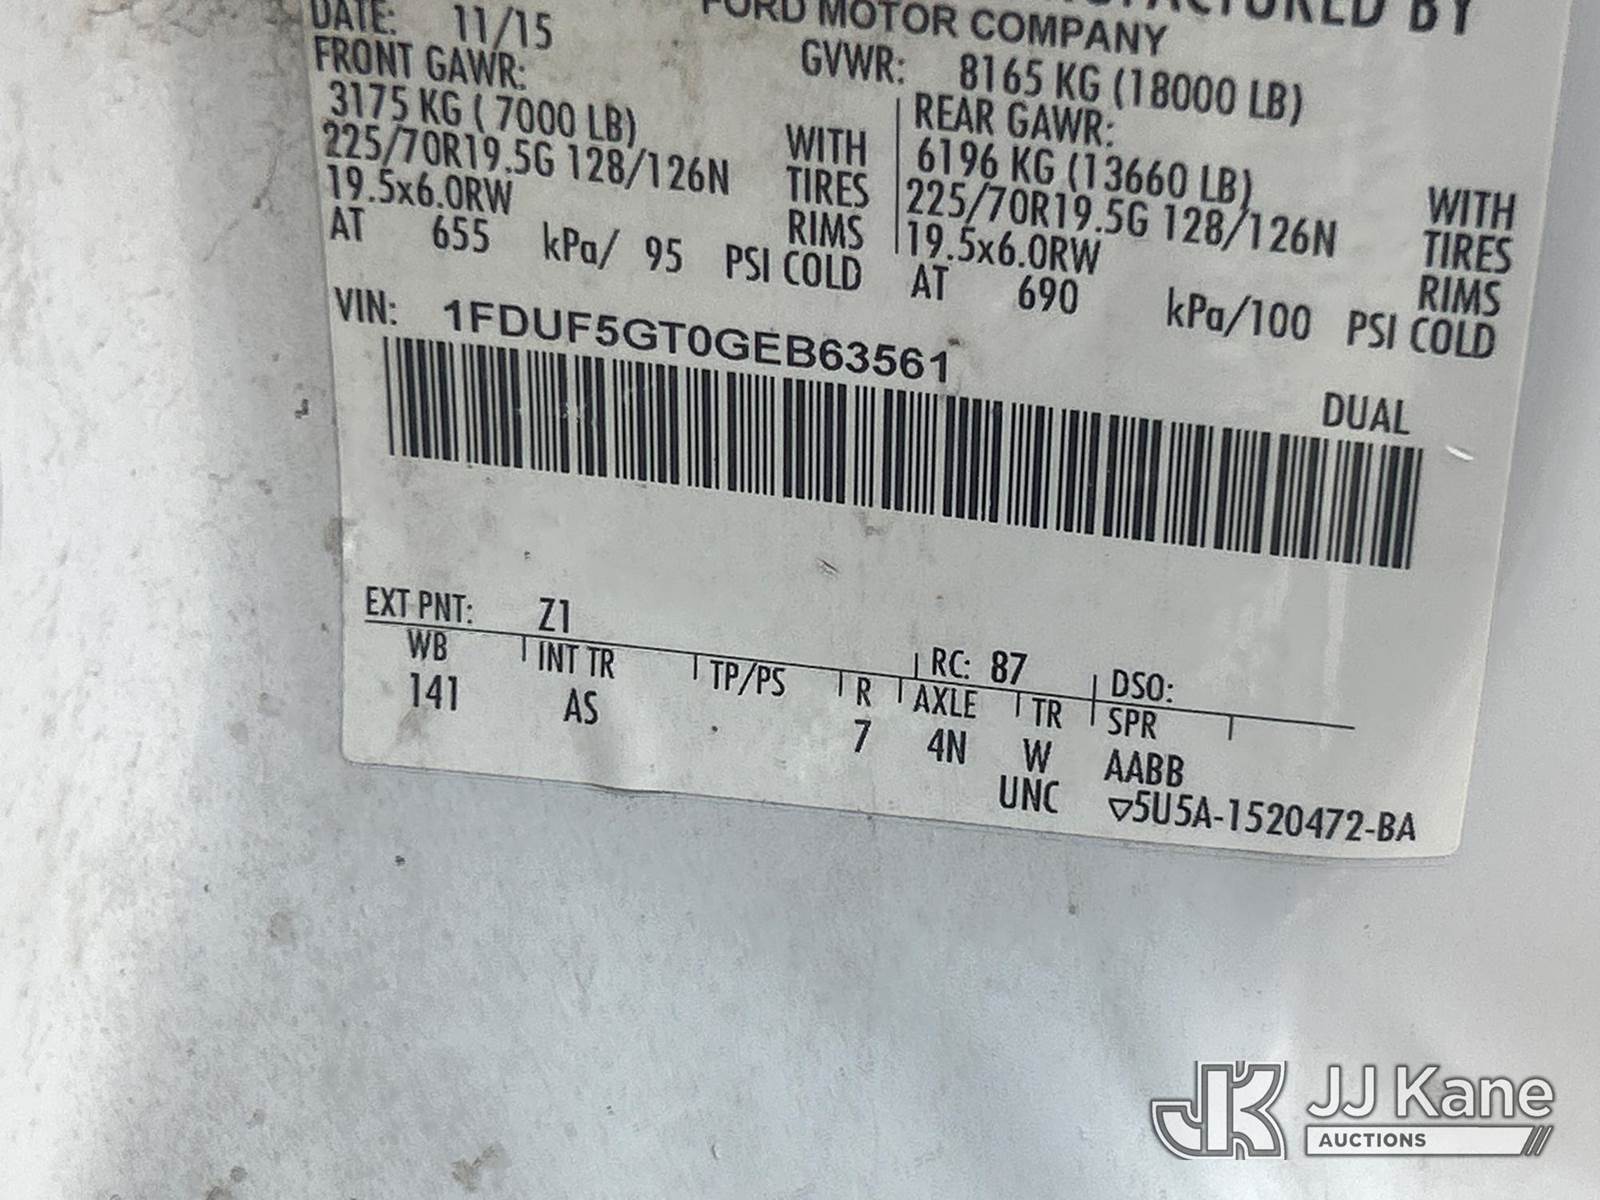 MANUFACTURED BY
FORD MOTOR COMPANY
DATE: 11/15
GVWR: 8165 KG (18000 LB)
FRONT GAWR:
3175 KG ( 7000 LB) WITH
225/70R19.5G 128/126N TIRES
19.5x6.0RW RIMS
AT 655 kPa/ 95 PSI COLD
REAR GAWR:
6196 KG (13660 LB) WITH
225/70R19.5G 128/126N TIRES
19.5x6.0RW RIMS
AT 690 kPa/100 PSI COLD
VIN: 1FDUF5GT0GEB63561
DUAL
EXT PNT: Z1 RC: 87 DSO:
WB INT TR TP/PS R AXLE TR SPR
141 AS 7 4N W AABB
UNC ▽5U5A-1520472-BA
JK JJ Kane
AUCTIONS